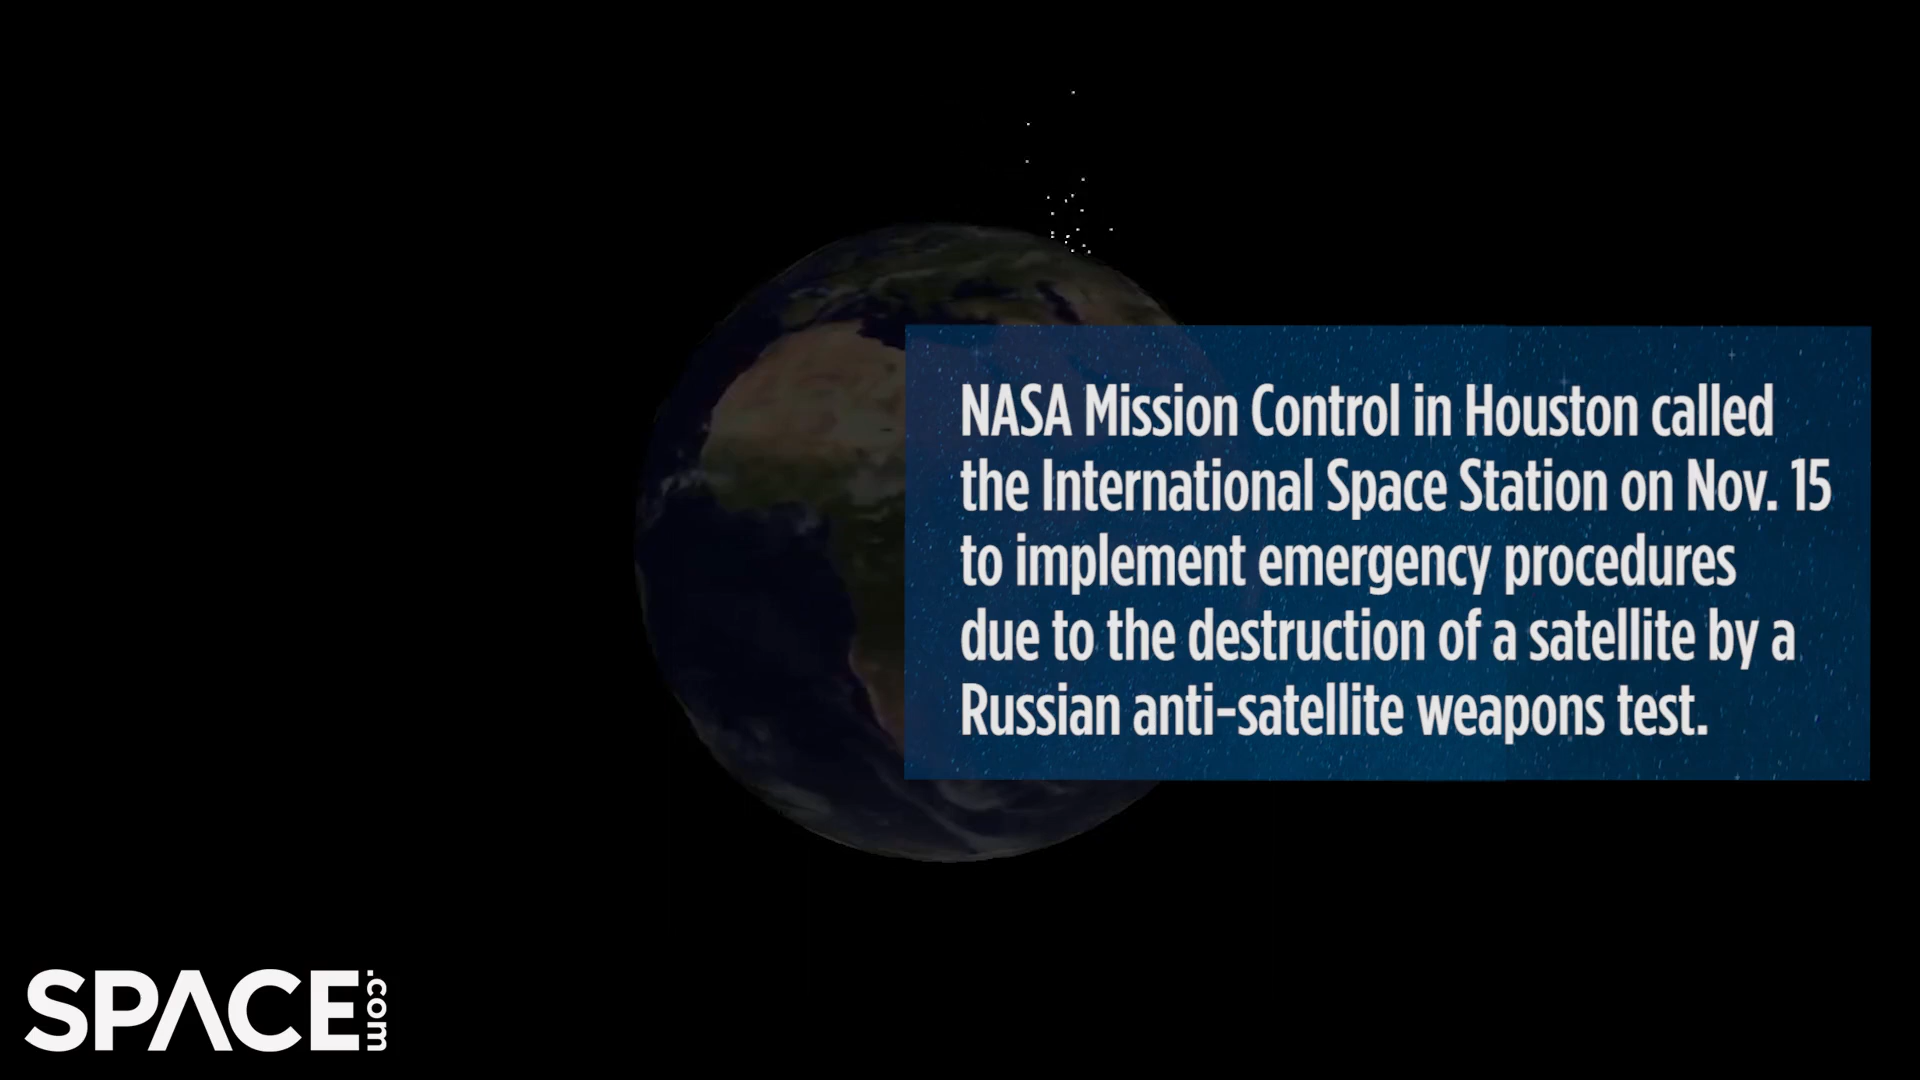 NASA Mission Control in Houston called
the International Space Station on Nov. 15
to implement emergency procedures
due to the destruction of a satellite by a
Russian anti-satellite weapons test.
SPACE.com